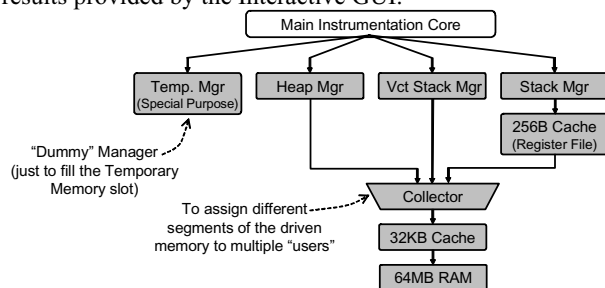 results provided by the Interactive GUI.
Main Instrumentation Core
Temp. Mgr
(Special Purpose)
Heap Mgr
Vct Stack Mgr
Stack Mgr
256B Cache
(Register File)
“Dummy” Manager
(just to fill the Temporary
Memory slot)
To assign different
segments of the driven
memory to multiple “users”
Collector
32KB Cache
64MB RAM